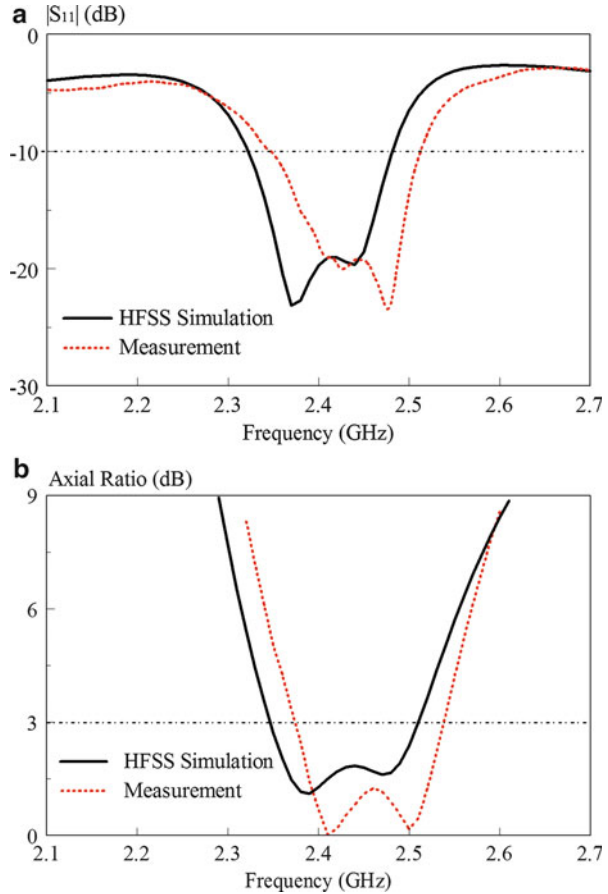 a |S₁₁| (dB)
0
-10
-20
-30
HFSS Simulation
Measurement
2.1 2.2 2.3 2.4 2.5 2.6 2.7
Frequency (GHz)
b Axial Ratio (dB)
9
6
3
0
HFSS Simulation
Measurement
2.1 2.2 2.3 2.4 2.5 2.6 2.7
Frequency (GHz)